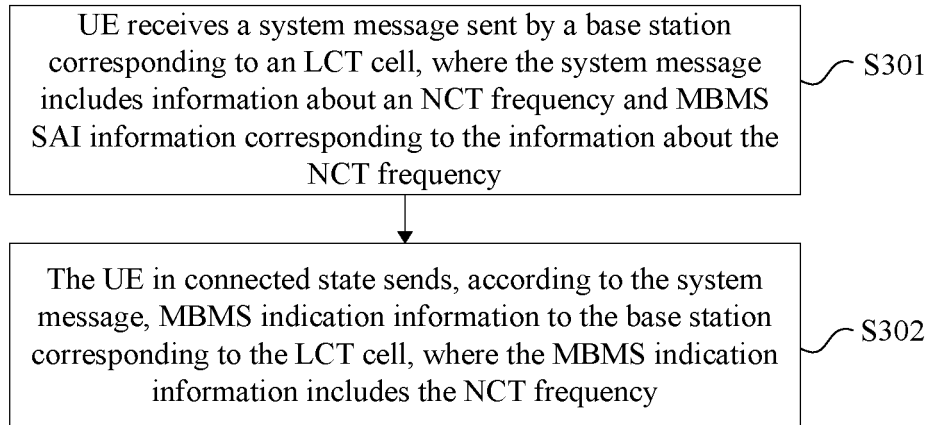 UE receives a system message sent by a base station
corresponding to an LCT cell, where the system message
includes information about an NCT frequency and MBMS
SAI information corresponding to the information about the
NCT frequency
S301
The UE in connected state sends, according to the system
message, MBMS indication information to the base station
corresponding to the LCT cell, where the MBMS indication
information includes the NCT frequency
S302